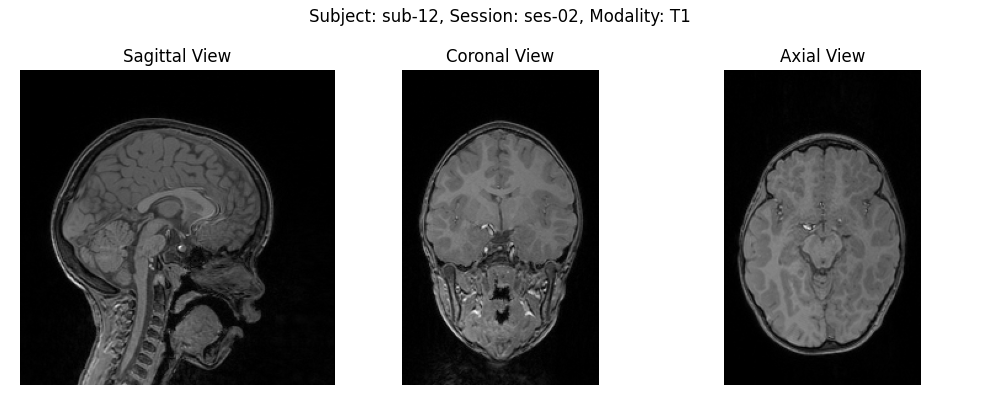 Subject: sub-12, Session: ses-02, Modality: T1
Sagittal View
Coronal View
Axial View